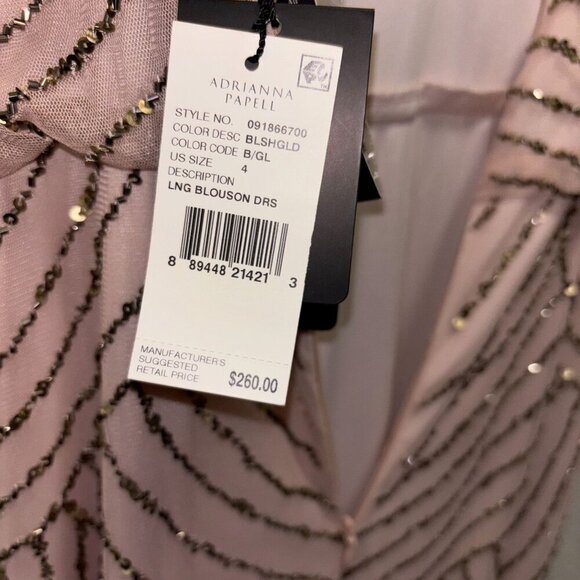 ADRIANNA
PAPELL
STYLE NO. 091866700
COLOR DESC BLSHGLD
COLOR CODE B/GL
US SIZE 4
DESCRIPTION
LNG BLOUSON DRS
8 89448 21421 3
MANUFACTURER'S
SUGGESTED
RETAIL PRICE $260.00